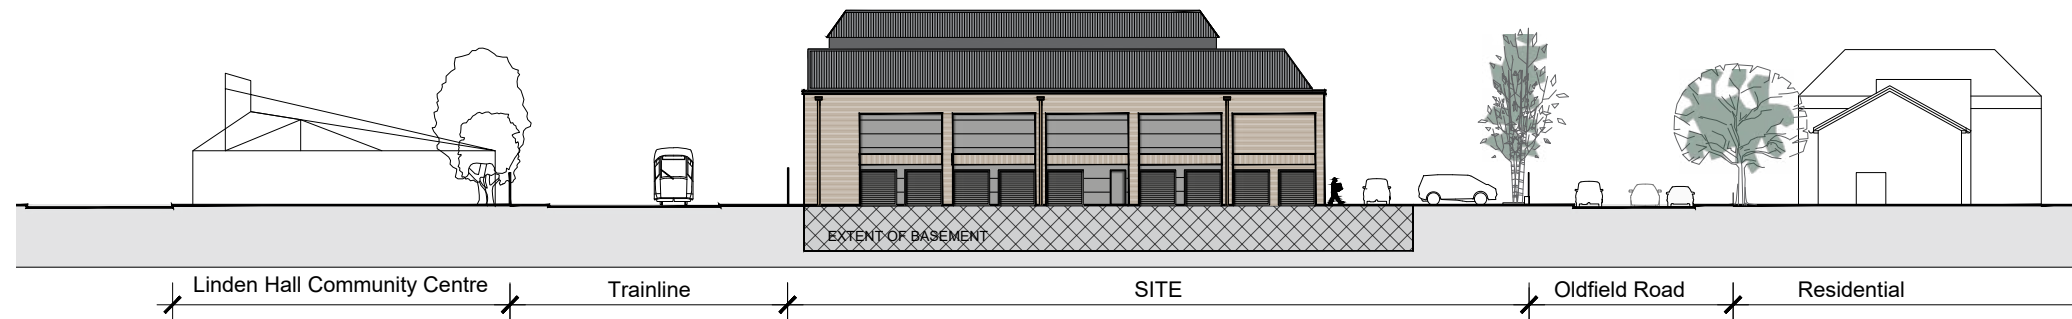 EXTENT OF BASEMENT
Linden Hall Community Centre
Trainline
SITE
Oldfield Road
Residential